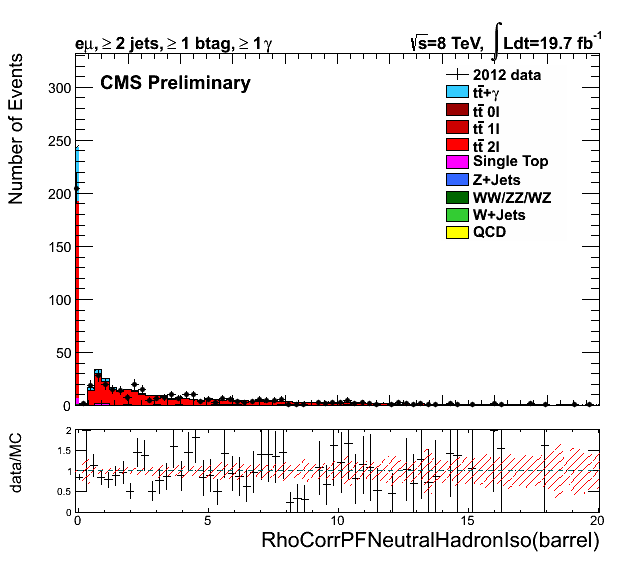 eμ, ≥ 2 jets, ≥ 1 btag, ≥ 1γ
√s=8 TeV, ∫Ldt=19.7 fb⁻¹
CMS Preliminary
Number of Events
300
250
200
150
100
50
0
2012 data
tt̄+γ
tt̄ 0l
tt̄ 1l
tt̄ 2l
Single Top
Z+Jets
WW/ZZ/WZ
W+Jets
QCD
data/MC
2
1.5
1
0.5
0
0 5 10 15 20
RhoCorrPFNeutralHadronIso(barrel)